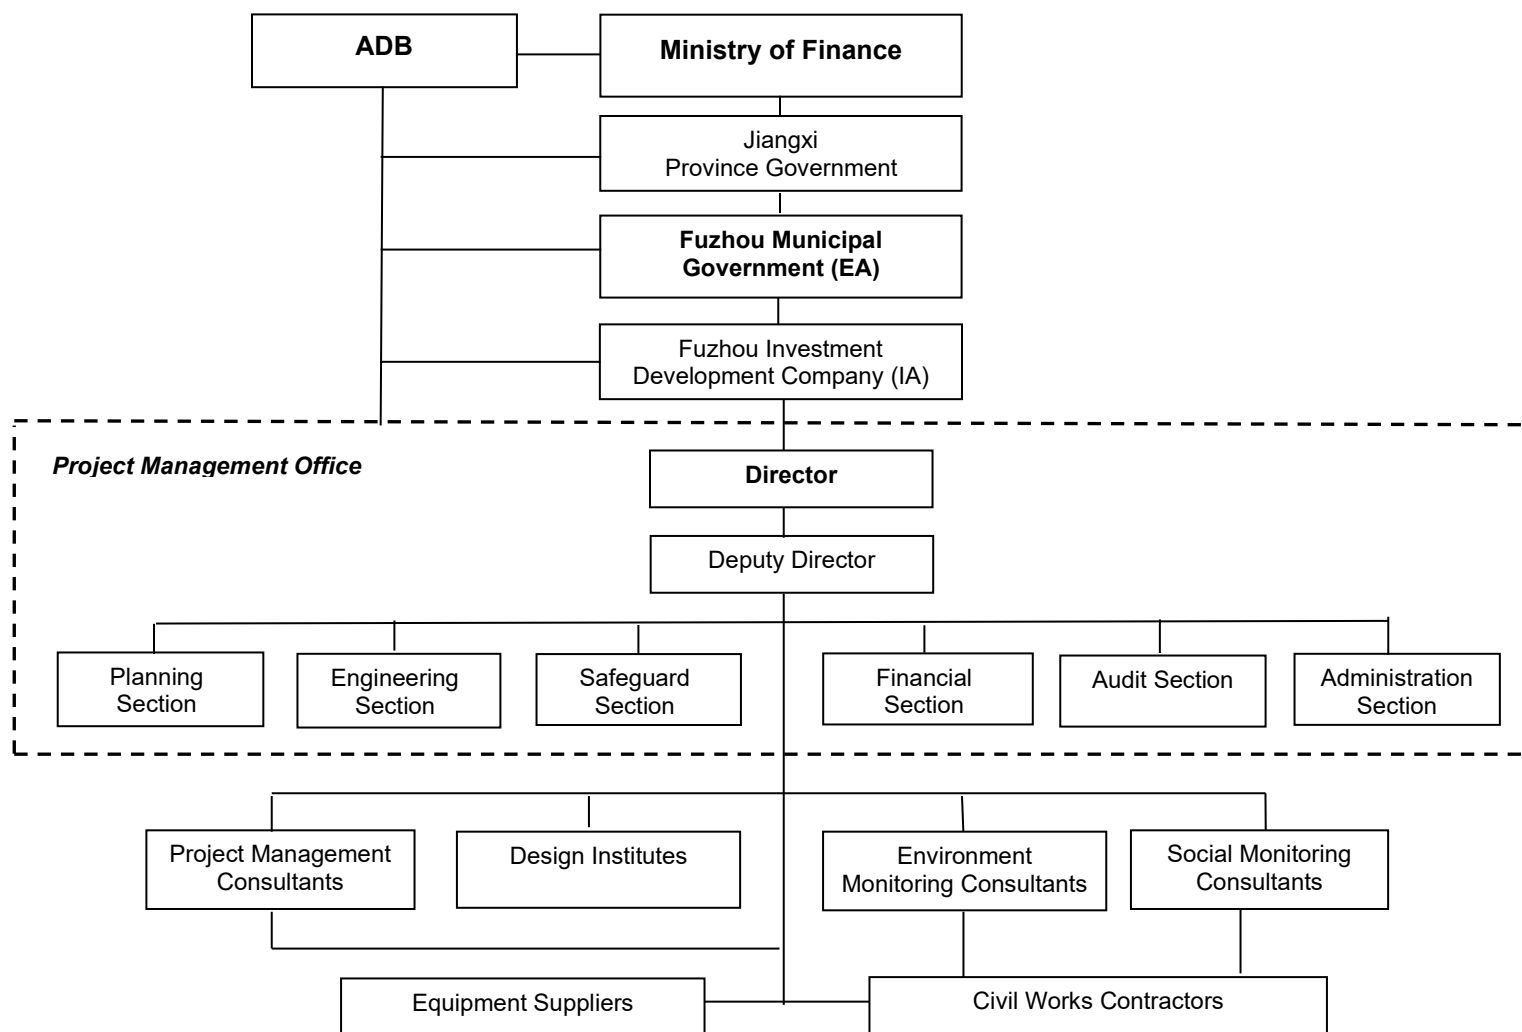 ADB
Ministry of Finance
Jiangxi
Province Government
Fuzhou Municipal
Government (EA)
Fuzhou Investment
Development Company (IA)
Project Management Office
Director
Deputy Director
Planning
Section
Engineering
Section
Safeguard
Section
Financial
Section
Audit Section
Administration
Section
Project Management
Consultants
Design Institutes
Environment
Monitoring Consultants
Social Monitoring
Consultants
Equipment Suppliers
Civil Works Contractors